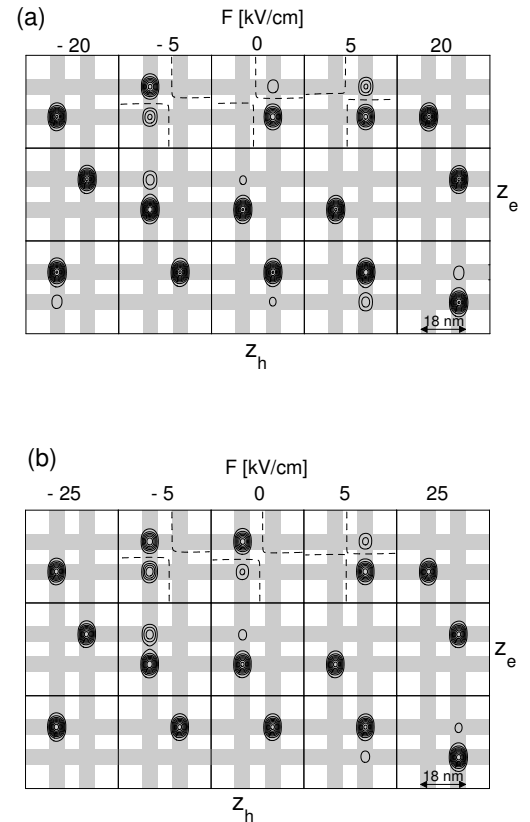 (a)
F [kV/cm]
- 20 - 5 0 5 20
z_e
18 nm
z_h
(b)
F [kV/cm]
- 25 - 5 0 5 25
z_e
18 nm
z_h